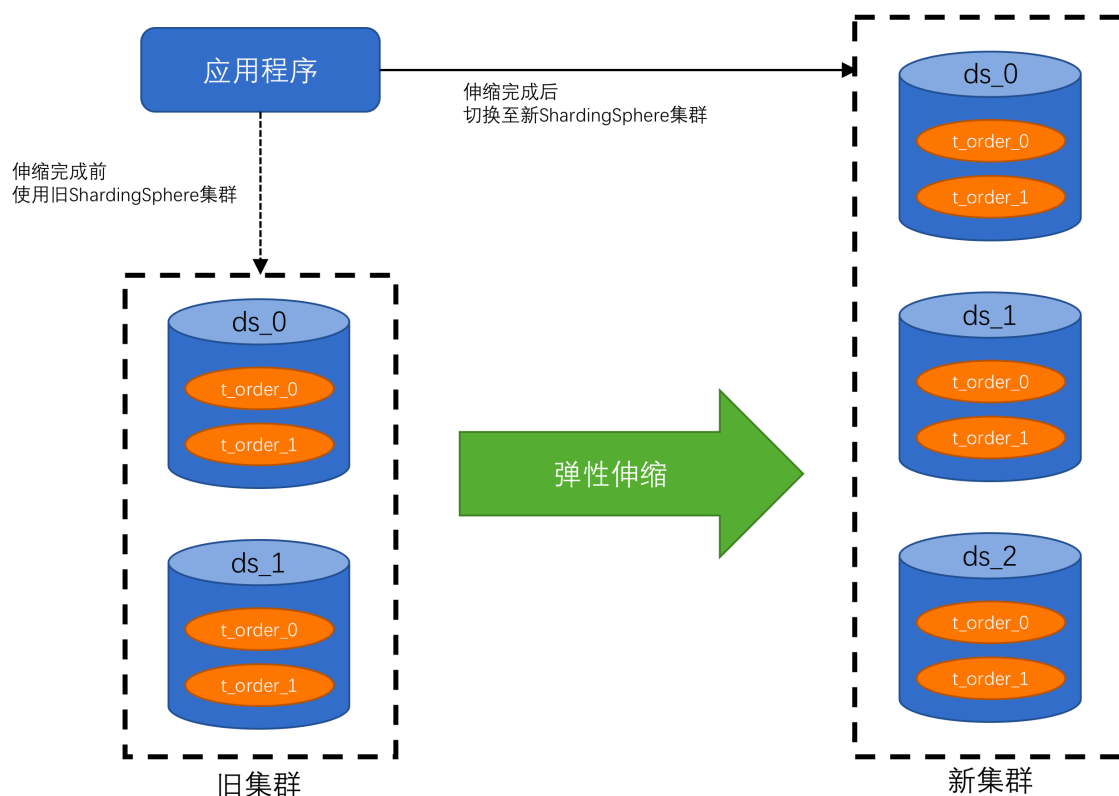 应用程序
伸缩完成后
切换至新ShardingSphere集群
伸缩完成前
使用旧ShardingSphere集群
ds_0
t_order_0
t_order_1
ds_1
t_order_0
t_order_1
旧集群
弹性伸缩
ds_0
t_order_0
t_order_1
ds_1
t_order_0
t_order_1
ds_2
t_order_0
t_order_1
新集群